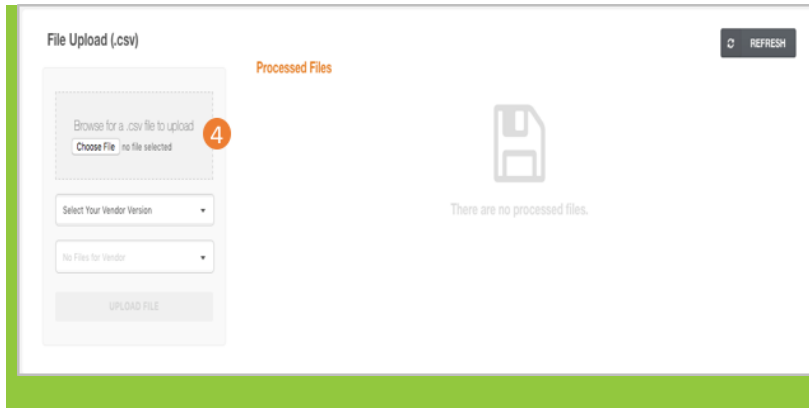 File Upload (.csv)
REFRESH
Processed Files
Browse for a .csv file to upload
Choose File no file selected
4
Select Your Vendor Version
No Files for Vendor
UPLOAD FILE
There are no processed files.